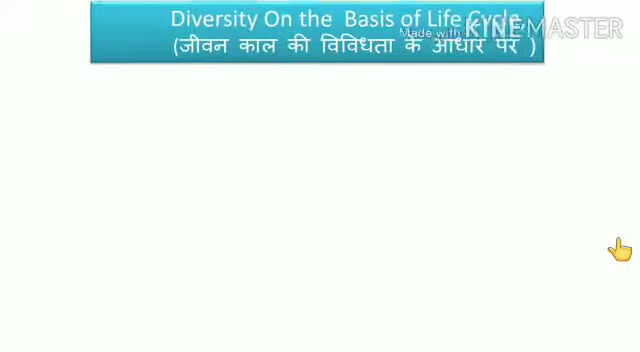 Diversity On the Basis of Life Cycle,
Made with KINEMASTER
(जीवन काल की विविधता के आधार पर )